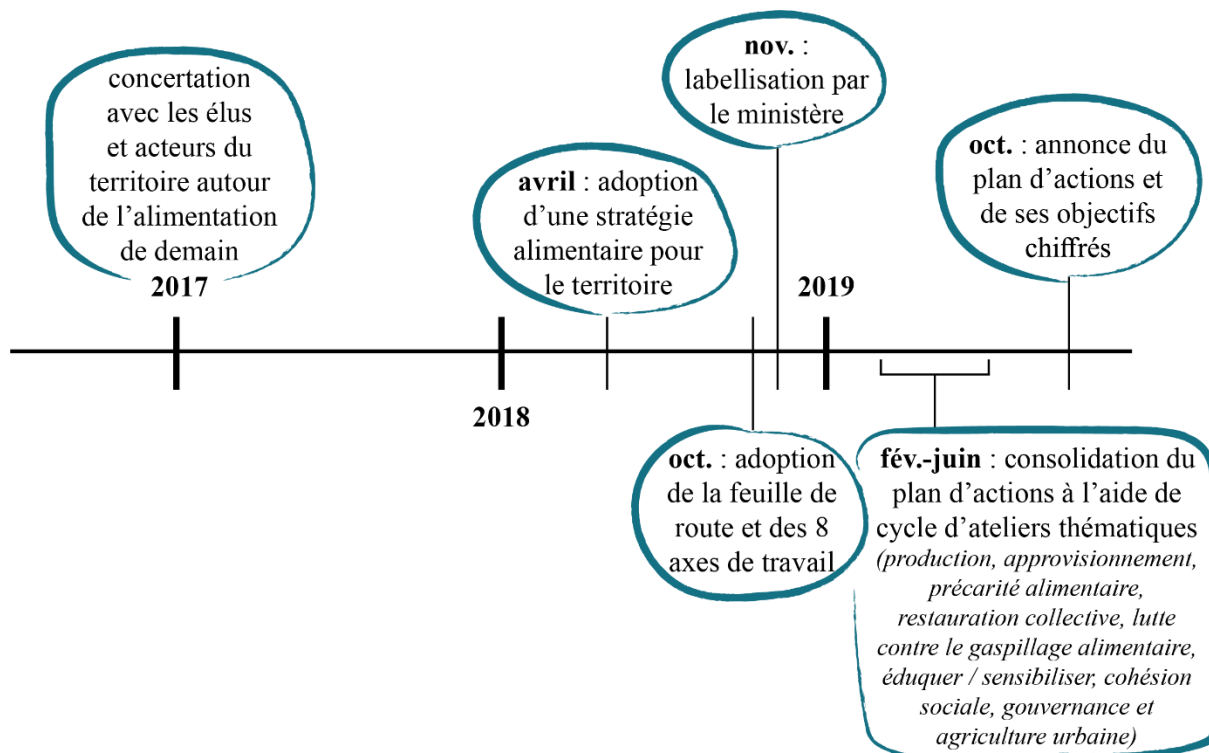 concertation
avec les élus
et acteurs du
territoire autour
de l'alimentation
de demain
2017
2018
avril : adoption
d'une stratégie
alimentaire pour
le territoire
oct. : adoption
de la feuille de
route et des 8
axes de travail
nov. :
labellisation par
le ministère
2019
fév.-juin : consolidation du
plan d'actions à l'aide de
cycle d'ateliers thématiques
(production, approvisionnement,
précarité alimentaire,
restauration collective, lutte
contre le gaspillage alimentaire,
éduquer / sensibiliser, cohésion
sociale, gouvernance et
agriculture urbaine)
oct. : annonce du
plan d'actions et
de ses objectifs
chiffrés